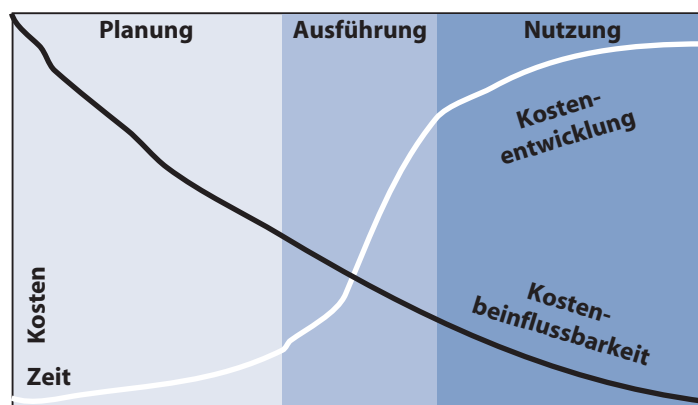 Planung
Ausführung
Nutzung
Kosten-
entwicklung
Kosten-
beinflussbarkeit
Kosten
Zeit